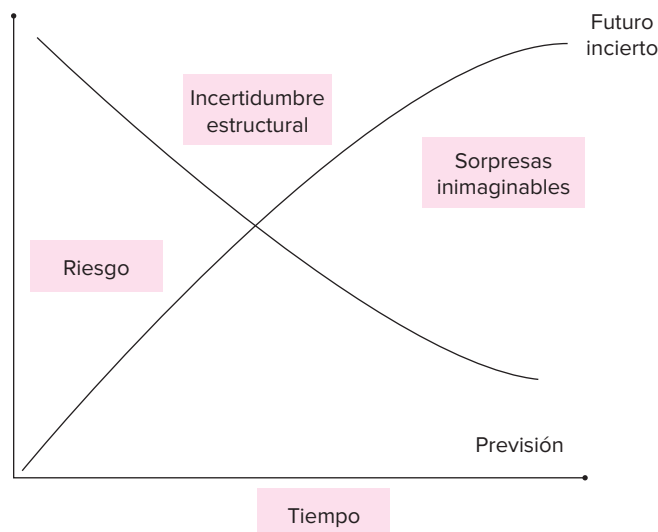 Futuro
incierto
Incertidumbre
estructural
Sorpresas
inimaginables
Riesgo
Previsión
Tiempo